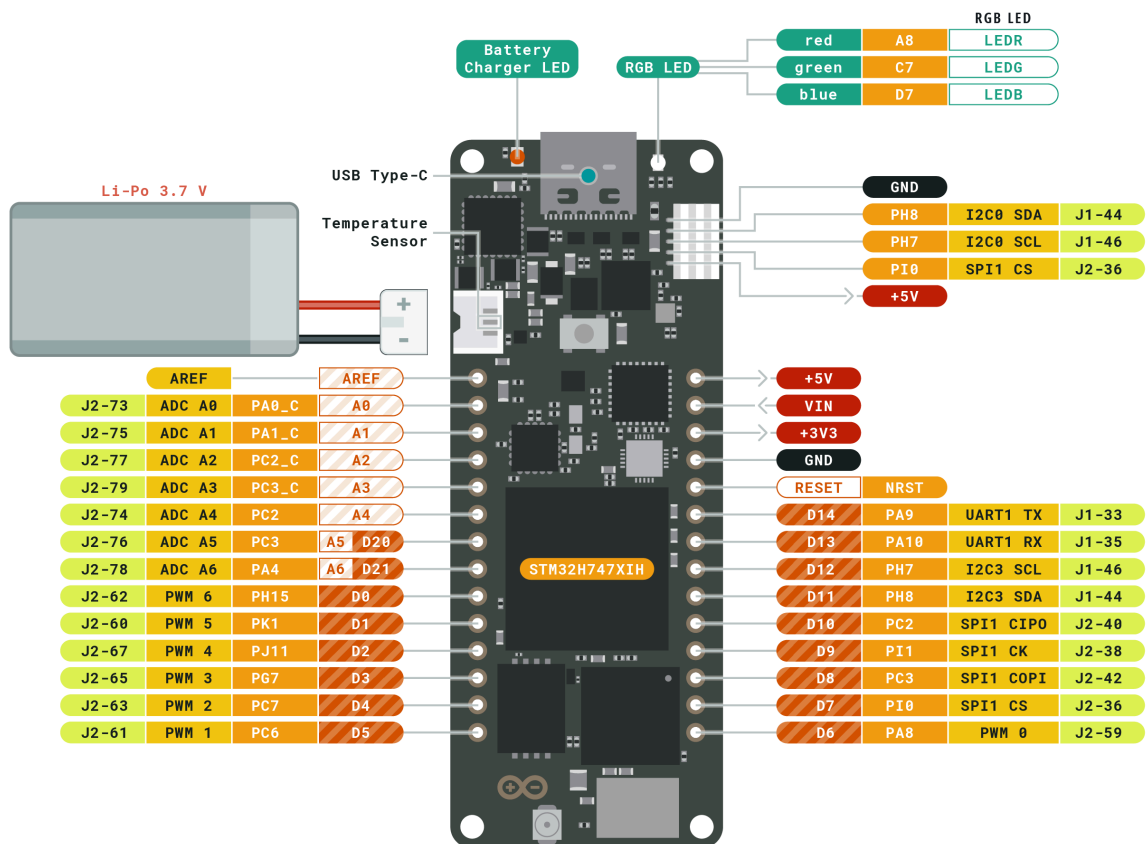 RGB LED
Battery
Charger LED
RGB LED
red A8 LEDR
green C7 LEDG
blue D7 LEDB
USB Type-C
Li-Po 3.7 V
Temperature
Sensor
GND
PH8 I2C0 SDA J1-44
PH7 I2C0 SCL J1-46
PI0 SPI1 CS J2-36
+5V
+
-
AREF AREF +5V
J2-73 ADC A0 PA0_C A0 VIN
J2-75 ADC A1 PA1_C A1 +3V3
J2-77 ADC A2 PC2_C A2 GND
J2-79 ADC A3 PC3_C A3 RESET NRST
J2-74 ADC A4 PC2 A4 D14 PA9 UART1 TX J1-33
J2-76 ADC A5 PC3 A5 D20 D13 PA10 UART1 RX J1-35
J2-78 ADC A6 PA4 A6 D21 STM32H747XIH D12 PH7 I2C3 SCL J1-46
J2-62 PWM 6 PH15 D0 D11 PH8 I2C3 SDA J1-44
J2-60 PWM 5 PK1 D1 D10 PC2 SPI1 CIPO J2-40
J2-67 PWM 4 PJ11 D2 D9 PI1 SPI1 CK J2-38
J2-65 PWM 3 PG7 D3 D8 PC3 SPI1 COPI J2-42
J2-63 PWM 2 PC7 D4 D7 PI0 SPI1 CS J2-36
J2-61 PWM 1 PC6 D5 D6 PA8 PWM 0 J2-59